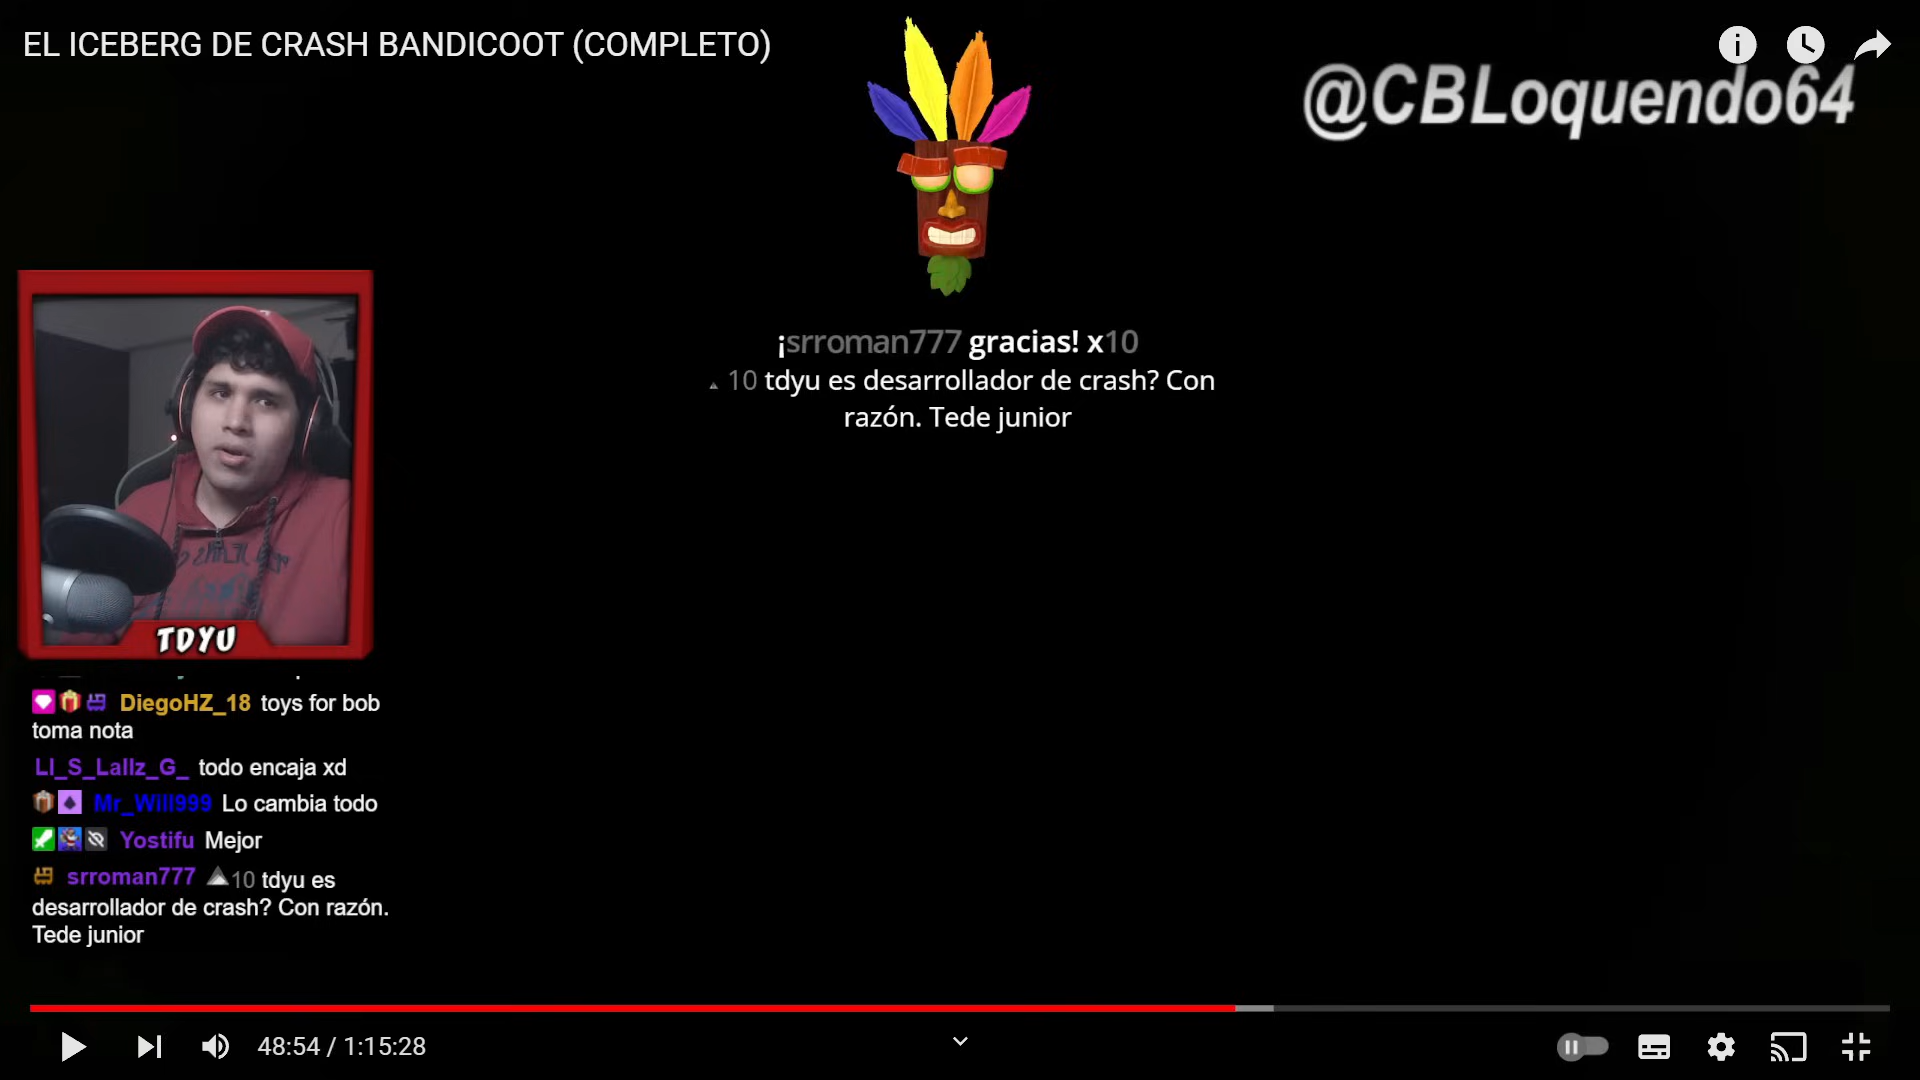 EL ICEBERG DE CRASH BANDICOOT (COMPLETO)
@CBLoquendo64
¡srroman777 gracias! x10
10 tdyu es desarrollador de crash? Con
razón. Tede junior
TDYU
DiegoHZ_18 toys for bob
toma nota
Ll_S_Lallz_G_ todo encaja xd
Mr_Will999 Lo cambia todo
Yostifu Mejor
srroman777 10 tdyu es
desarrollador de crash? Con razón.
Tede junior
48:54 / 1:15:28